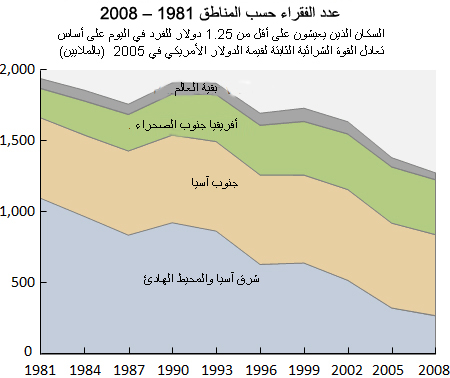 عدد الفقراء حسب المناطق 1981 – 2008
السكان الذين يعيشون على أقل من 1.25 دولار للفرد في اليوم على أساس
تعادل القوة الشرائية الثابتة لقيمة الدولار الأمريكي في 2005 (بالملايين)
2,000
بقية العالم
أفريقيا جنوب الصحراء .
1,500
جنوب آسيا
1,000
500
شرق آسيا والمحيط الهادئ
0
1981 1984 1987 1990 1993 1996 1999 2002 2005 2008